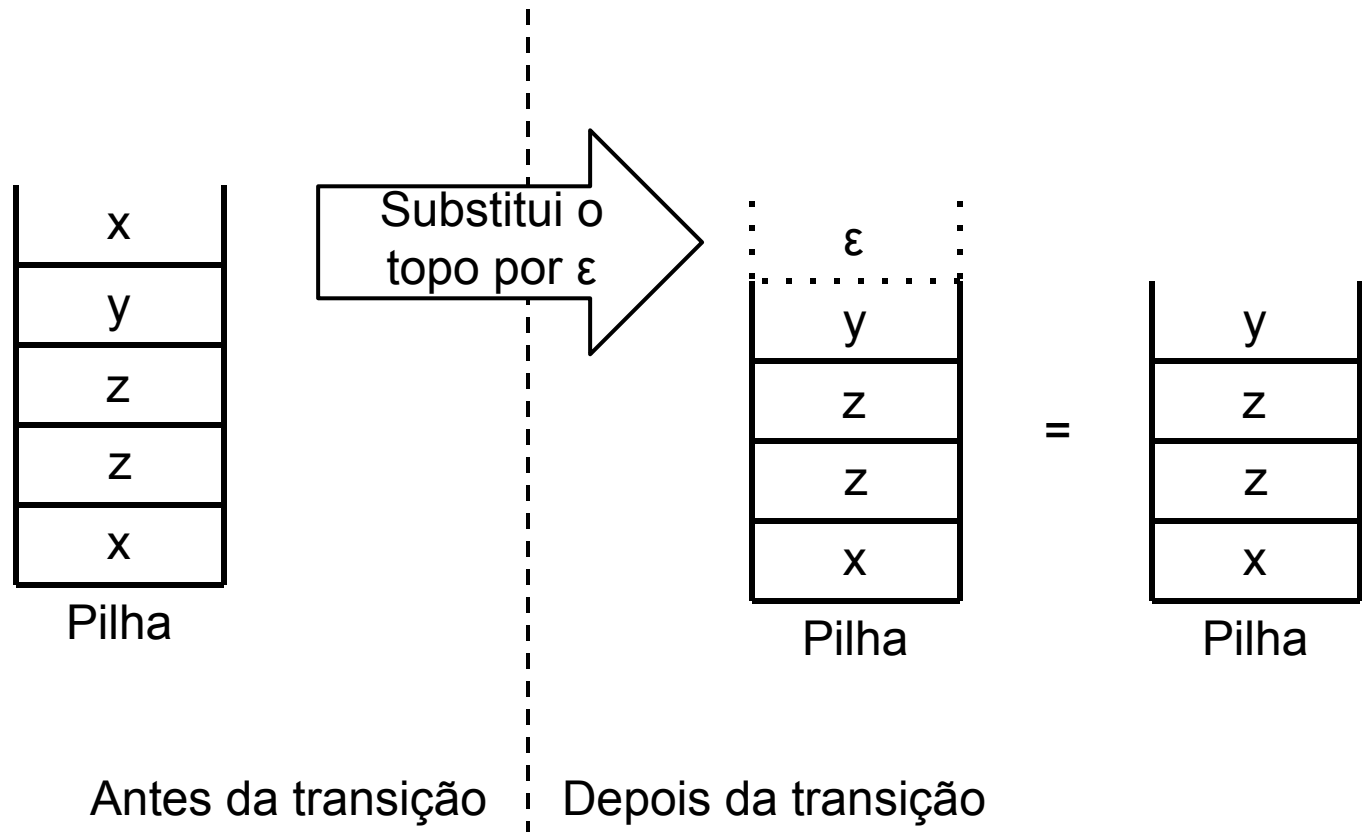 x
y
z
z
x
Pilha
Substitui o
topo por ε
ε
y
z
z
x
Pilha
=
y
z
z
x
Pilha
Antes da transição
Depois da transição